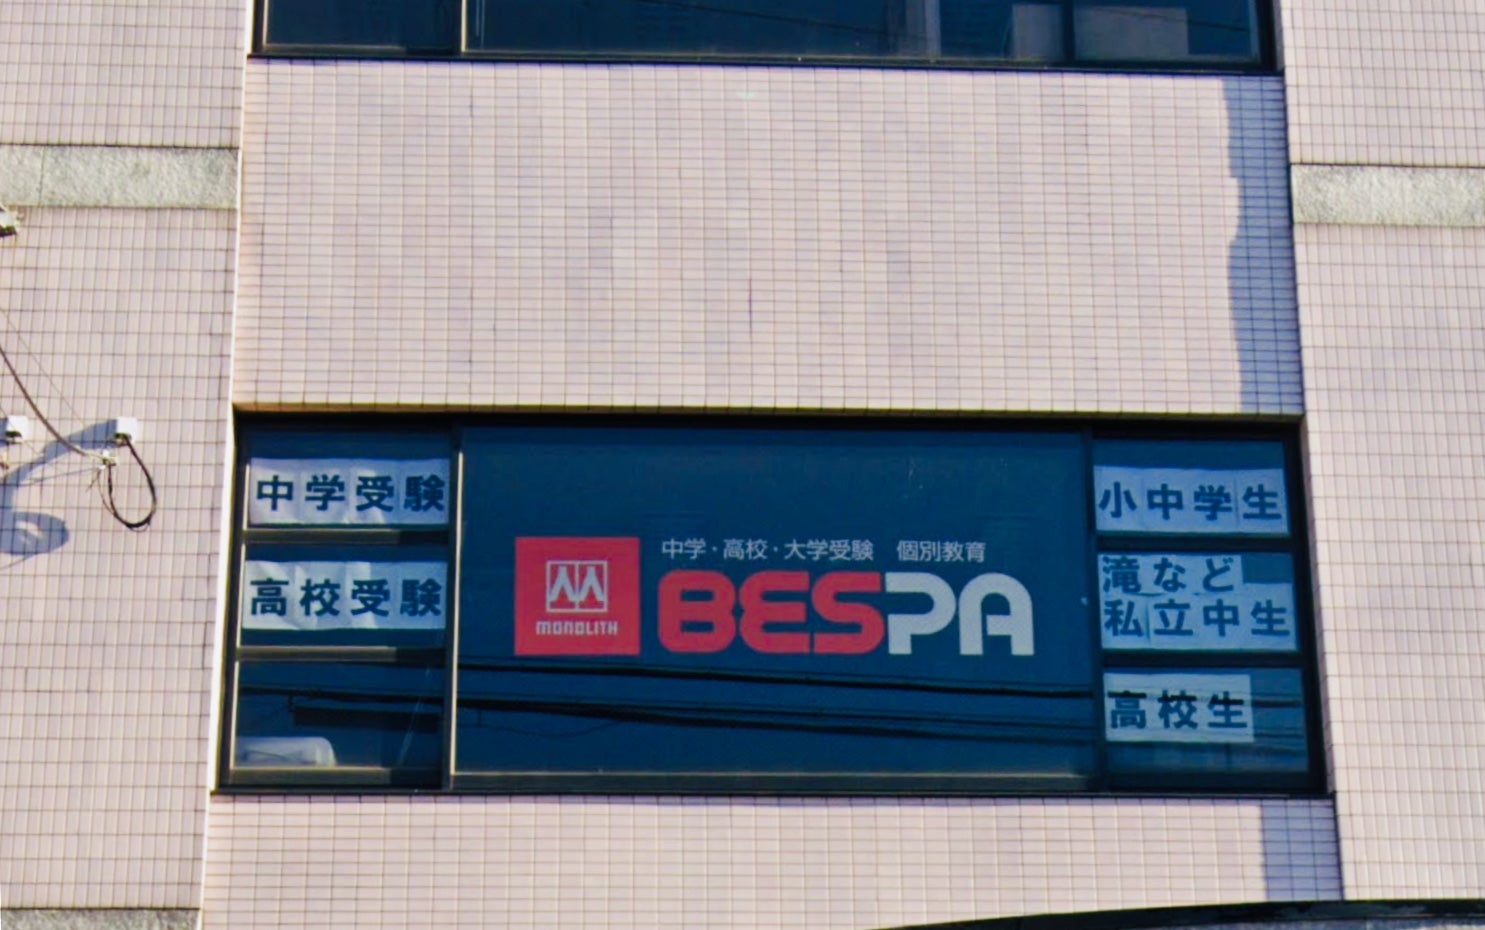 中学受験
高校受験
MONOLITH
中学・高校・大学受験 個別教育
BESPA
小中学生
滝など
私立中生
高校生